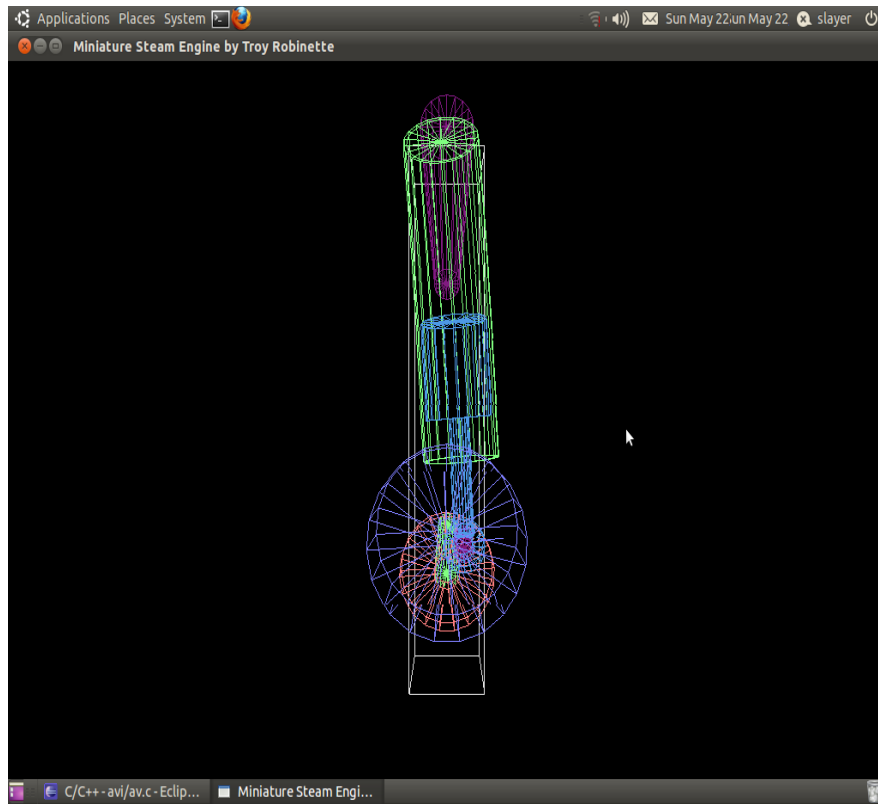 Applications Places System Sun May 22:un May 22 slayer
Miniature Steam Engine by Troy Robinette
C/C++ - avi/av.c - Eclip... Miniature Steam Engi...